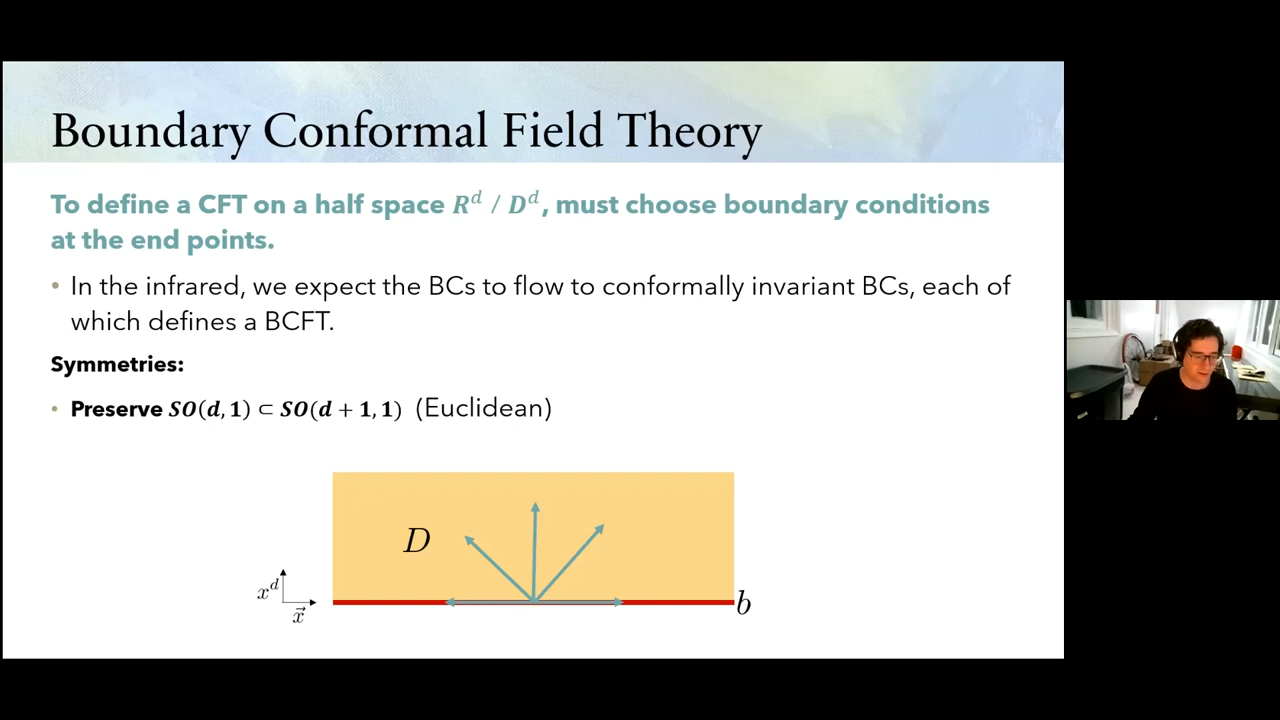 Boundary Conformal Field Theory
To define a CFT on a half space R^d / D^d, must choose boundary conditions
at the end points.
• In the infrared, we expect the BCs to flow to conformally invariant BCs, each of
which defines a BCFT.
Symmetries:
• Preserve SO(d, 1) ⊂ SO(d + 1, 1) (Euclidean)
D
x^d
x⃗
b